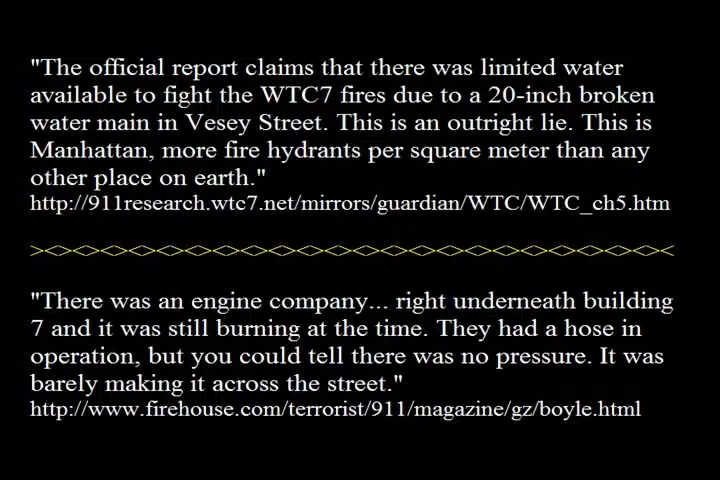 "The official report claims that there was limited water
available to fight the WTC7 fires due to a 20-inch broken
water main in Vesey Street. This is an outright lie. This is
Manhattan, more fire hydrants per square meter than any
other place on earth."
http://911research.wtc7.net/mirrors/guardian/WTC/WTC_ch5.htm
"There was an engine company... right underneath building
7 and it was still burning at the time. They had a hose in
operation, but you could tell there was no pressure. It was
barely making it across the street."
http://www.firehouse.com/terrorist/911/magazine/gz/boyle.html